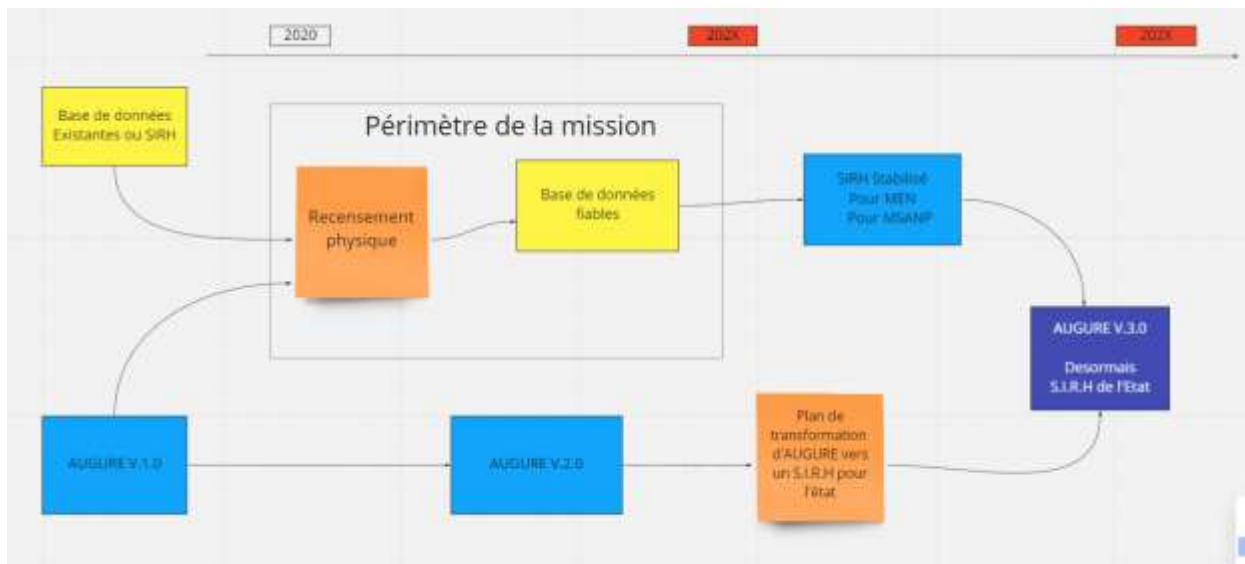 2020
202X
202X
Base de données
Existantes ou SIRH
Périmètre de la mission
Recensement
physique
Base de données
fiables
SIRH Stabilisé
Pour MEN
Pour MSANP
AUGURE V.3.0
Desormais
S.I.R.H de l'Etat
AUGURE V.1.0
AUGURE V.2.0
Plan de
transformation
d'AUGURE vers
un S.I.R.H pour
l'état